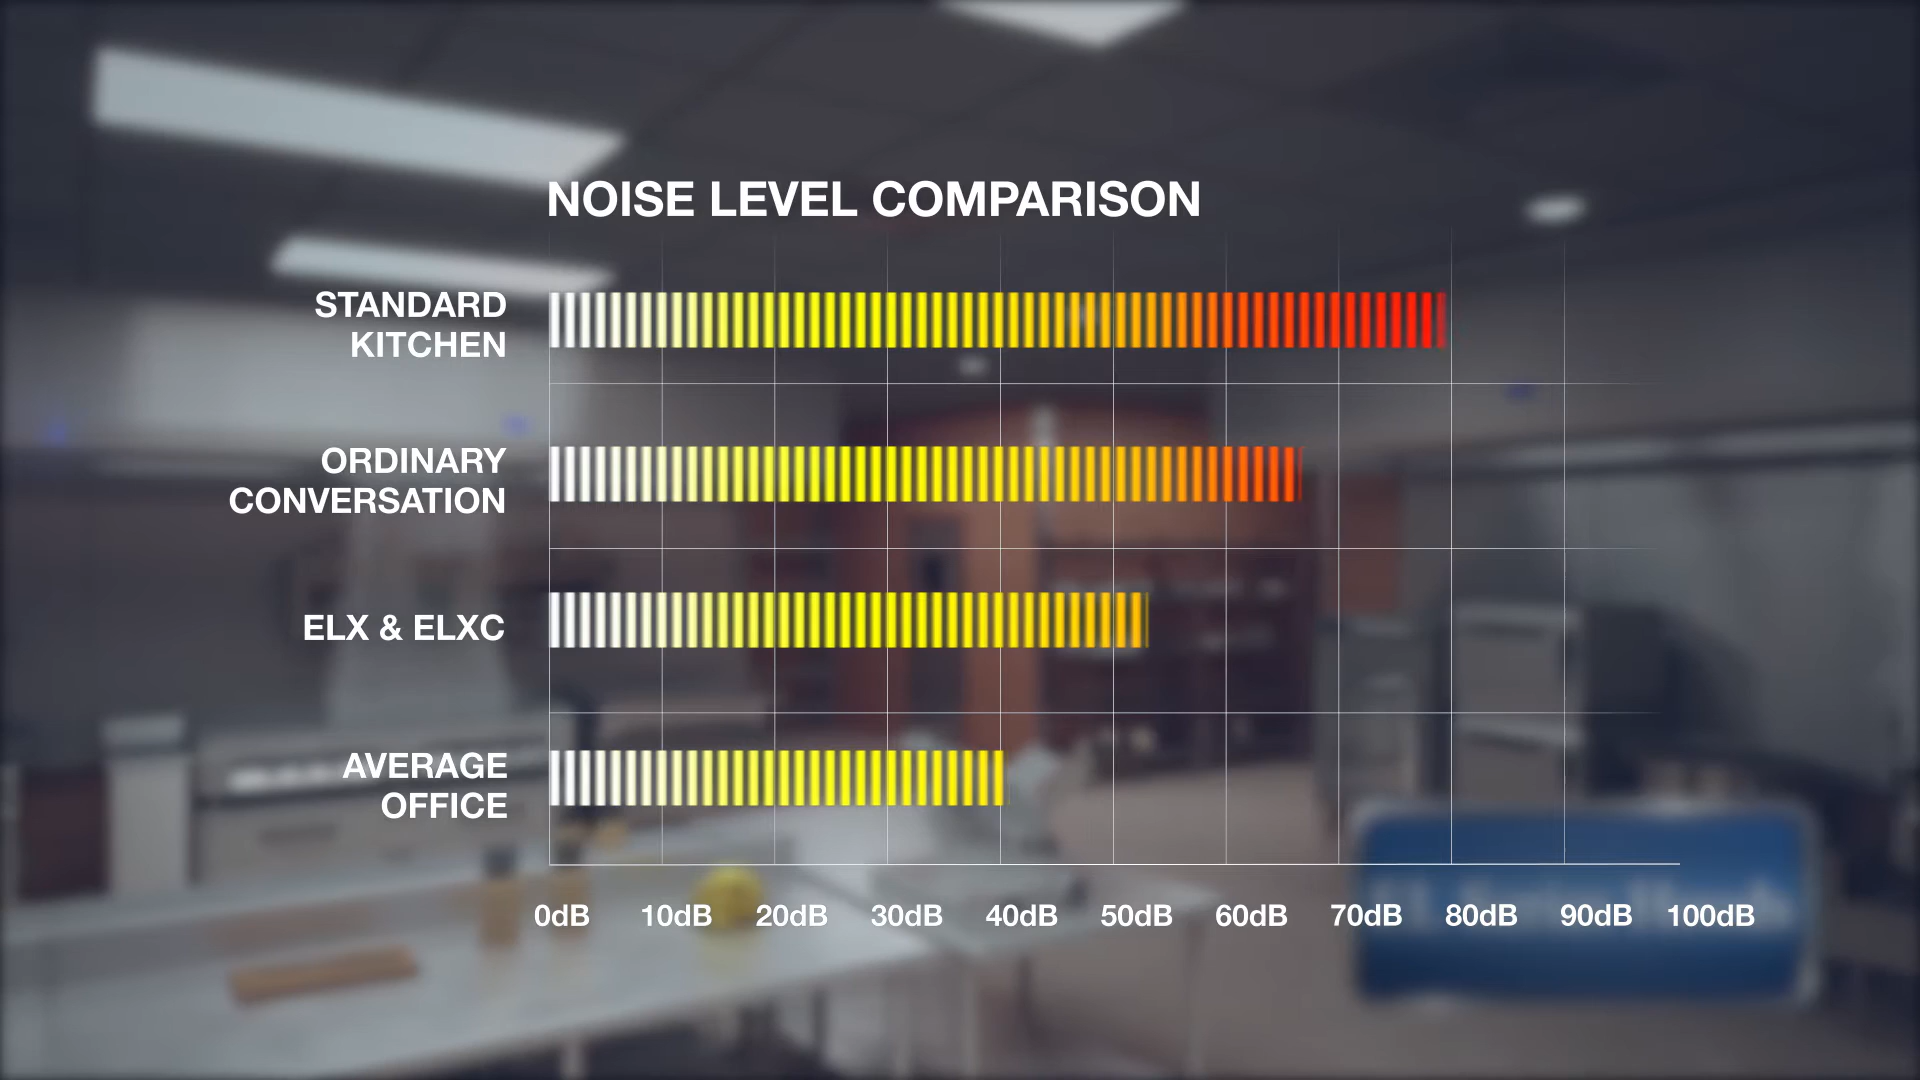 NOISE LEVEL COMPARISON
STANDARD
KITCHEN
ORDINARY
CONVERSATION
ELX & ELXC
AVERAGE
OFFICE
0dB 10dB 20dB 30dB 40dB 50dB 60dB 70dB 80dB 90dB 100dB